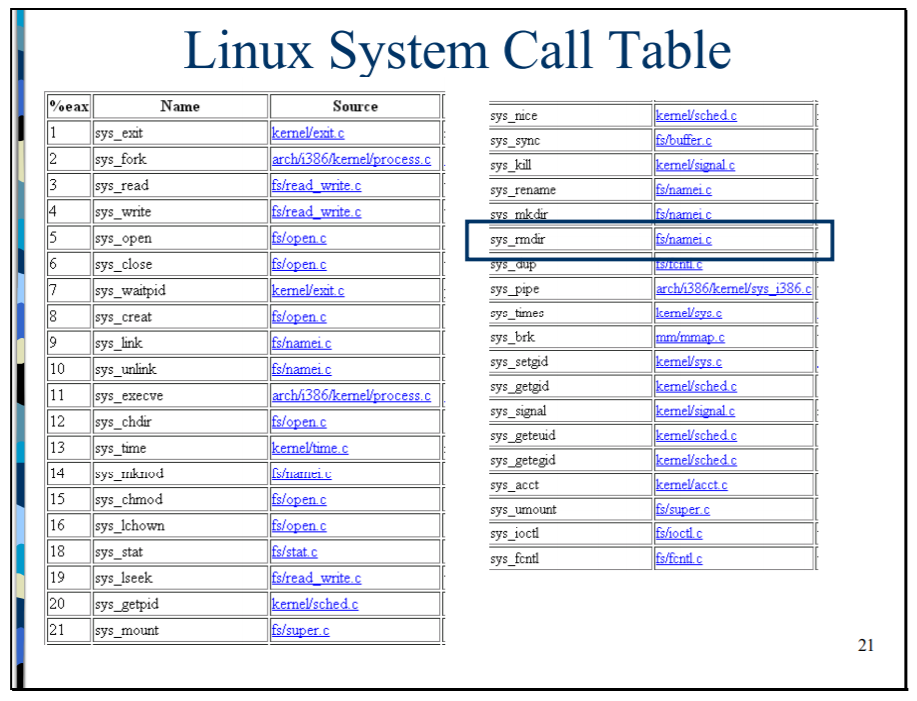 Linux System Call Table
%eax Name Source
1 sys_exit kernel/exit.c
2 sys_fork arch/i386/kernel/process.c
3 sys_read fs/read_write.c
4 sys_write fs/read_write.c
5 sys_open fs/open.c
6 sys_close fs/open.c
7 sys_waitpid kernel/exit.c
8 sys_creat fs/open.c
9 sys_link fs/namei.c
10 sys_unlink fs/namei.c
11 sys_execve arch/i386/kernel/process.c
12 sys_chdir fs/open.c
13 sys_time kernel/time.c
14 sys_mknod fs/namei.c
15 sys_chmod fs/open.c
16 sys_lchown fs/open.c
18 sys_stat fs/stat.c
19 sys_lseek fs/read_write.c
20 sys_getpid kernel/sched.c
21 sys_mount fs/super.c
sys_nice kernel/sched.c
sys_sync fs/buffer.c
sys_kill kernel/signal.c
sys_rename fs/namei.c
sys_mkdir fs/namei.c
sys_rmdir fs/namei.c
sys_dup fs/fcntl.c
sys_pipe arch/i386/kernel/sys_i386.c
sys_times kernel/sys.c
sys_brk mm/mmap.c
sys_setgid kernel/sys.c
sys_getgid kernel/sched.c
sys_signal kernel/signal.c
sys_geteuid kernel/sched.c
sys_getegid kernel/sched.c
sys_acct kernel/acct.c
sys_umount fs/super.c
sys_ioctl fs/ioctl.c
sys_fcntl fs/fcntl.c
21